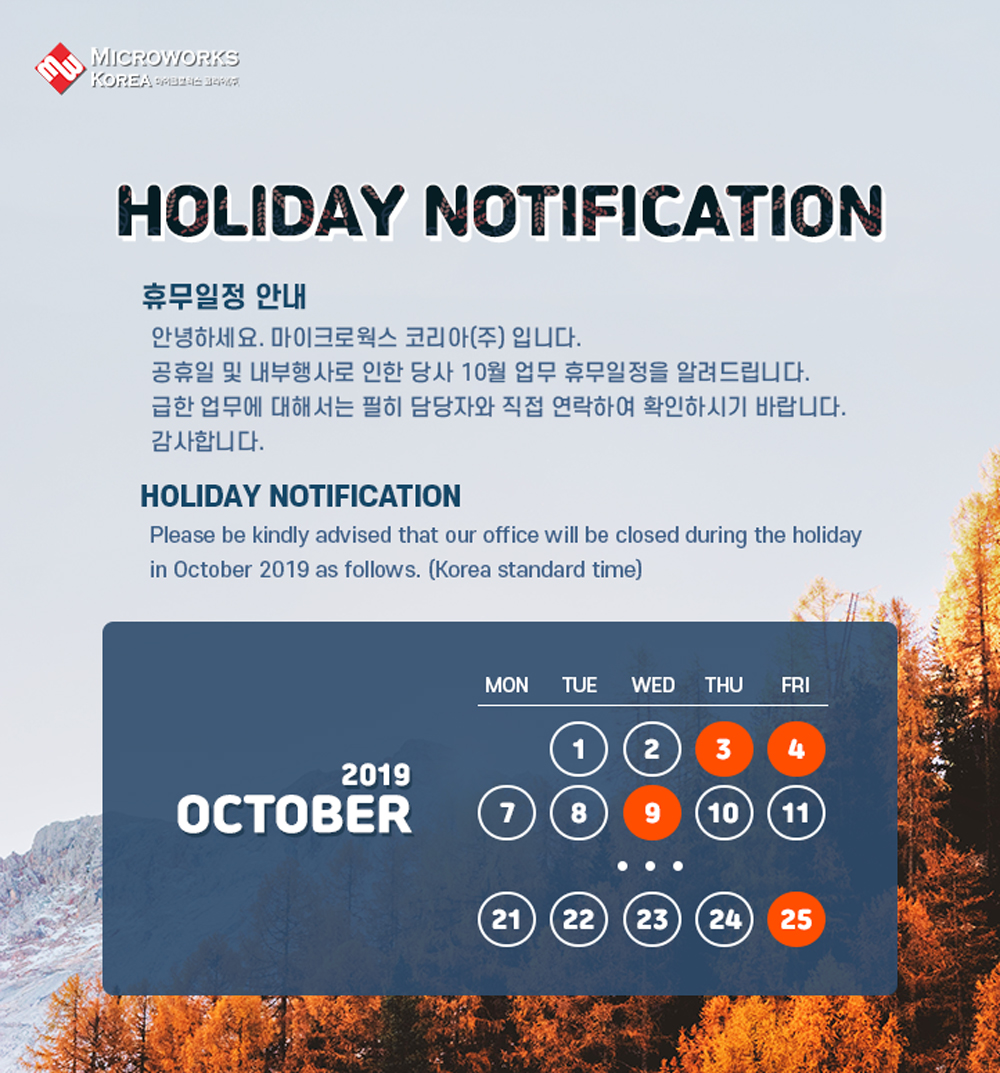 MICROWORKS
KOREA 마이크로웍스 코리아(주)
HOLIDAY NOTIFICATION
휴무일정 안내
안녕하세요. 마이크로웍스 코리아(주) 입니다.
공휴일 및 내부행사로 인한 당사 10월 업무 휴무일정을 알려드립니다.
급한 업무에 대해서는 필히 담당자와 직접 연락하여 확인하시기 바랍니다.
감사합니다.
HOLIDAY NOTIFICATION
Please be kindly advised that our office will be closed during the holiday
in October 2019 as follows. (Korea standard time)
2019
OCTOBER
MON TUE WED THU FRI
1 2 3 4
7 8 9 10 11
• • •
21 22 23 24 25